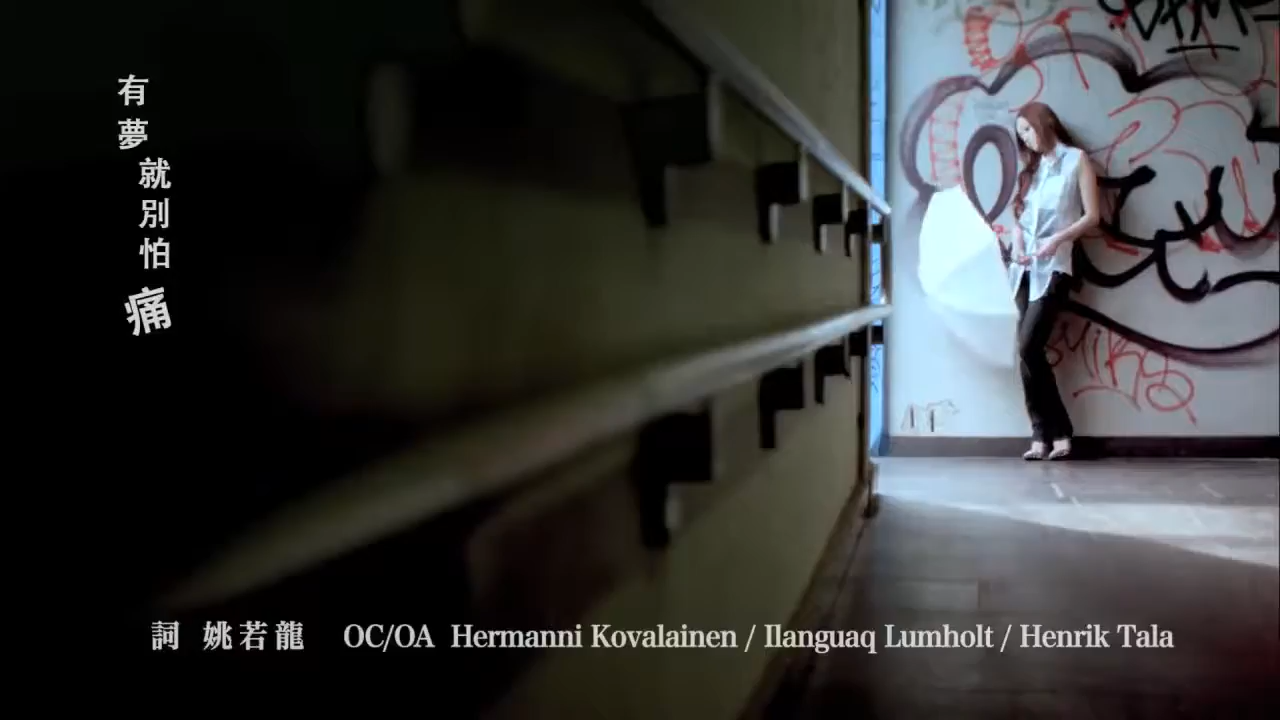 有夢就別怕痛
詞 姚若龍 OC/OA Hermanni Kovalainen / Ilanguaq Lumholt / Henrik Tala